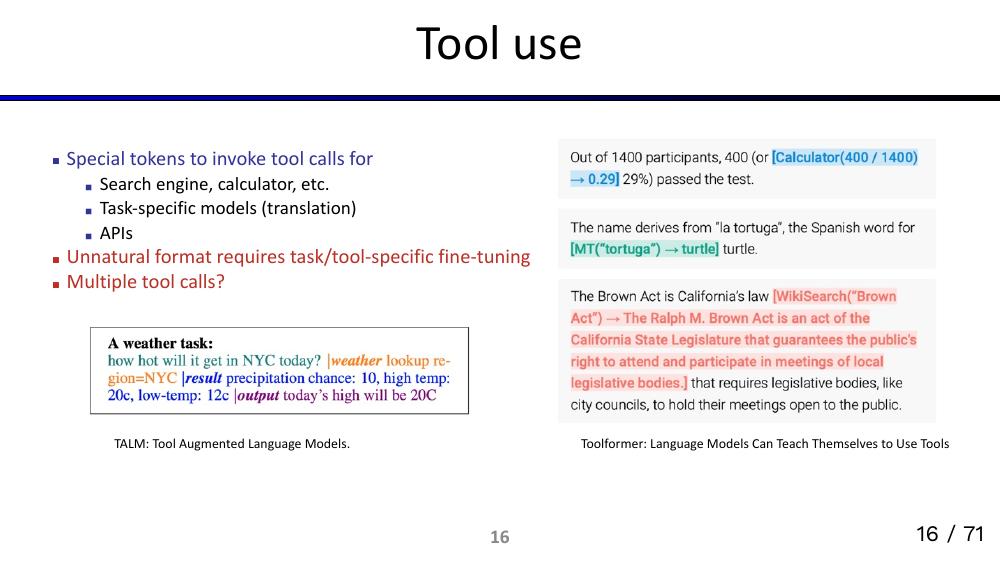 Tool use
Special tokens to invoke tool calls for
Search engine, calculator, etc.
Task-specific models (translation)
APIs
Unnatural format requires task/tool-specific fine-tuning
Multiple tool calls?
A weather task:
how hot will it get in NYC today? |weather lookup re-
gion=NYC |result precipitation chance: 10, high temp:
20c, low-temp: 12c |output today's high will be 20C
TALM: Tool Augmented Language Models.
Out of 1400 participants, 400 (or [Calculator(400 / 1400)
→ 0.29] 29%) passed the test.
The name derives from "la tortuga", the Spanish word for
[MT("tortuga") → turtle] turtle.
The Brown Act is California's law [WikiSearch("Brown
Act") → The Ralph M. Brown Act is an act of the
California State Legislature that guarantees the public's
right to attend and participate in meetings of local
legislative bodies.] that requires legislative bodies, like
city councils, to hold their meetings open to the public.
Toolformer: Language Models Can Teach Themselves to Use Tools
16
16 / 71